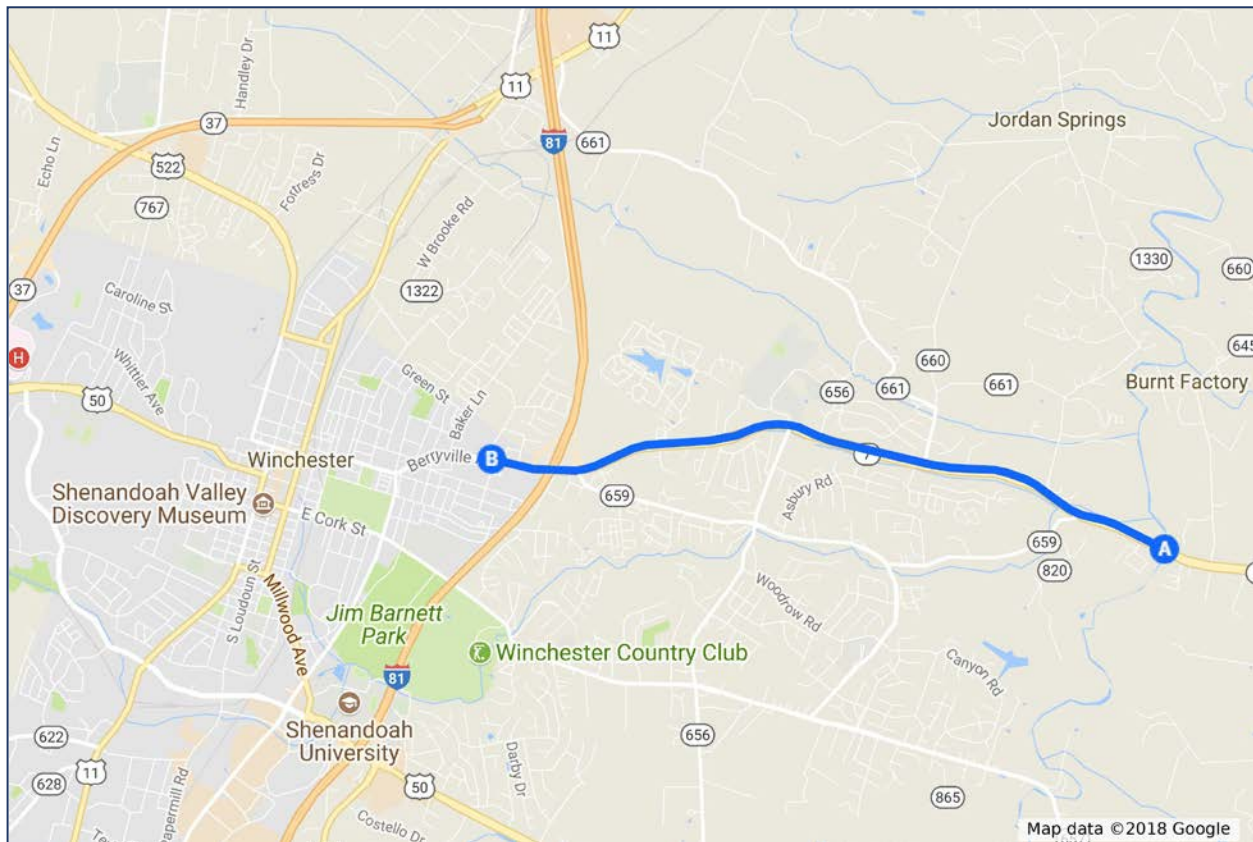 11
11
Handley Dr
37
81
661
Jordan Springs
Echo Ln
522
Fortress Dr
767
W Brooke Rd
1330
660
37
Caroline St
1322
645
H
Whittier Ave
Green St
660
656
661
661
Burnt Factory
50
Baker Ln
Winchester
Berryville
B
7
Shenandoah Valley
Discovery Museum
E Cork St
659
Asbury Rd
659
A
820
S Loudoun St
Millwood Ave
Woodrow Rd
Jim Barnett
Park
Winchester Country Club
Canyon Rd
81
Shenandoah
University
622
656
11
628
50
Darby Dr
865
Costello Dr
Map data ©2018 Google